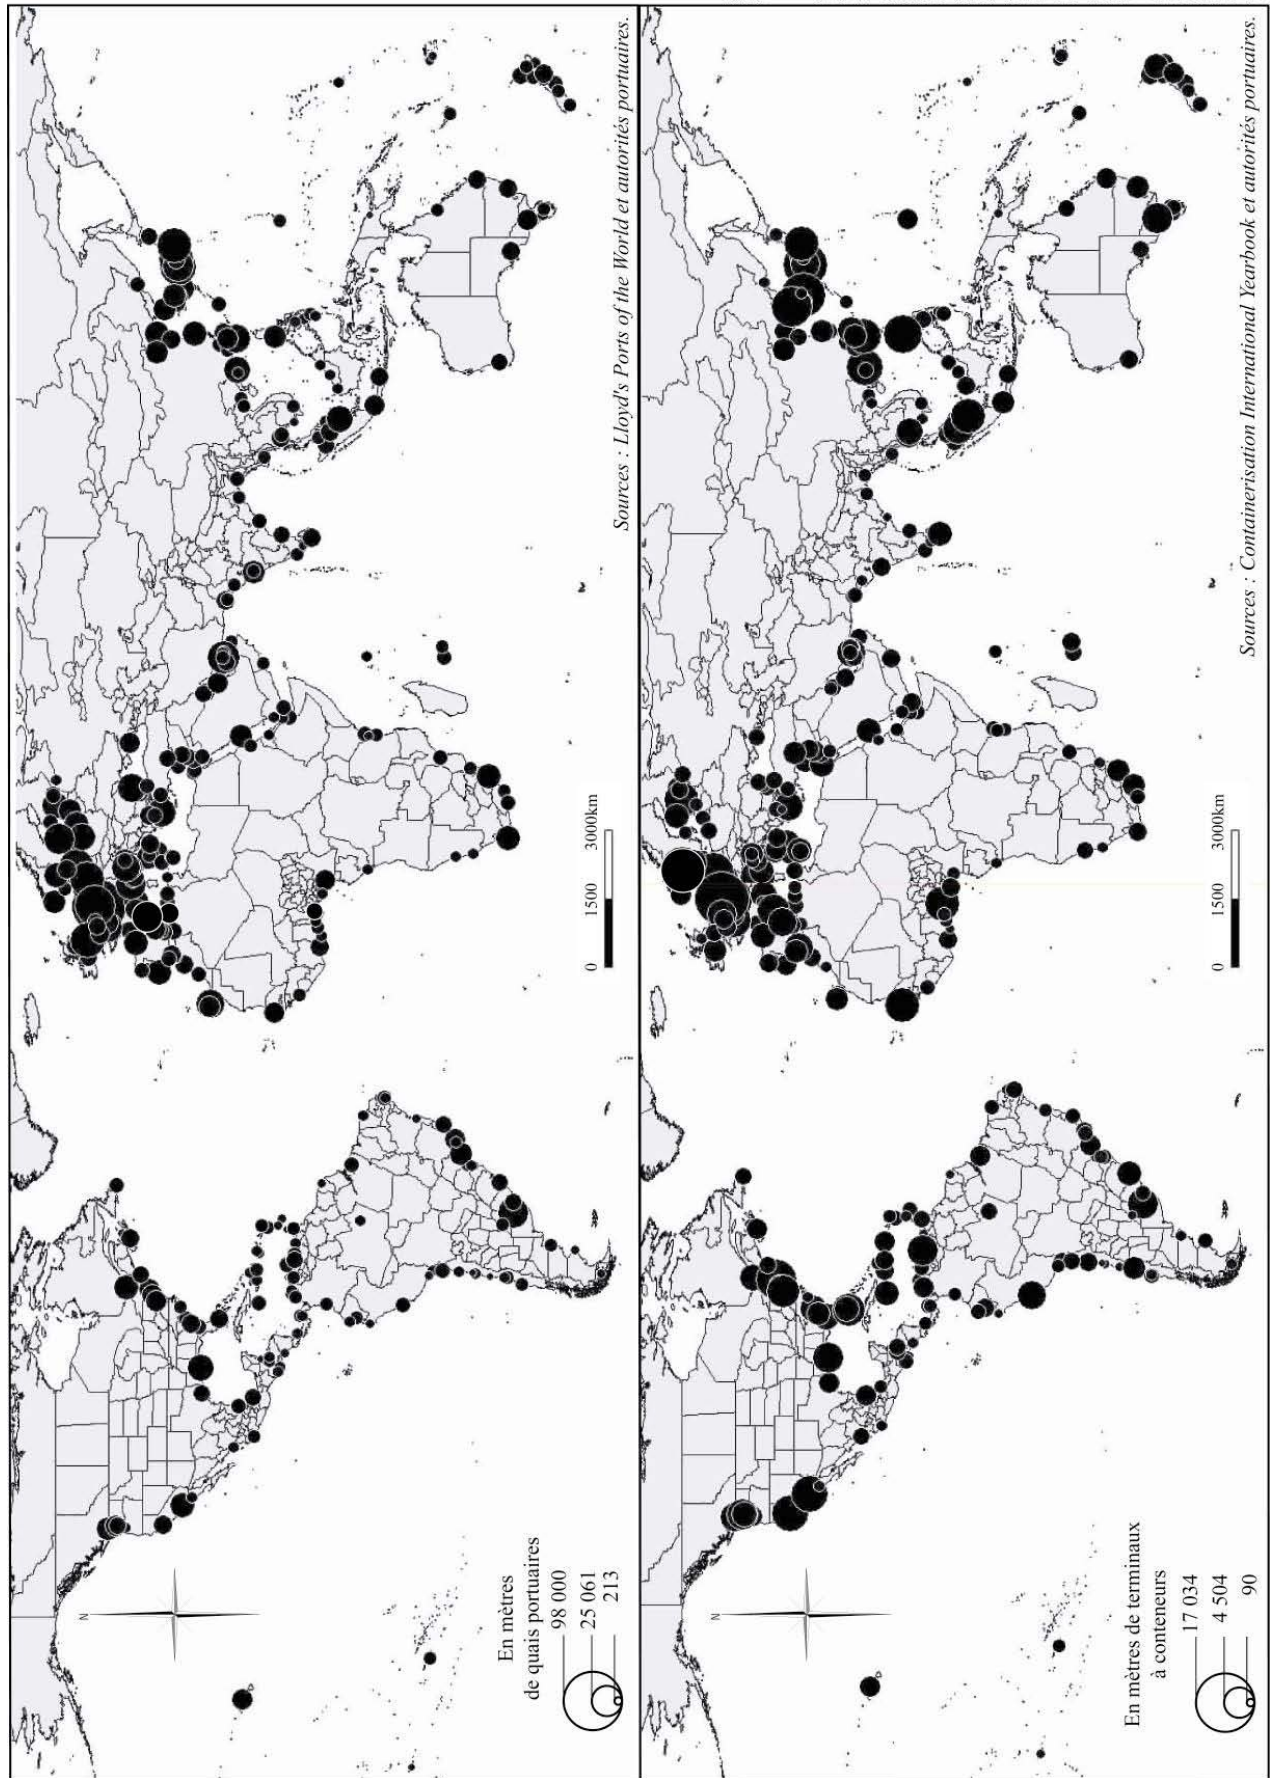 N
En mètres
de quais portuaires
98 000
25 061
213
0 1500 3000km
Sources : Lloyd's Ports of the World et autorités portuaires.
N
En mètres de terminaux
à conteneurs
17 034
4 504
90
0 1500 3000km
Sources : Containerisation International Yearbook et autorités portuaires.